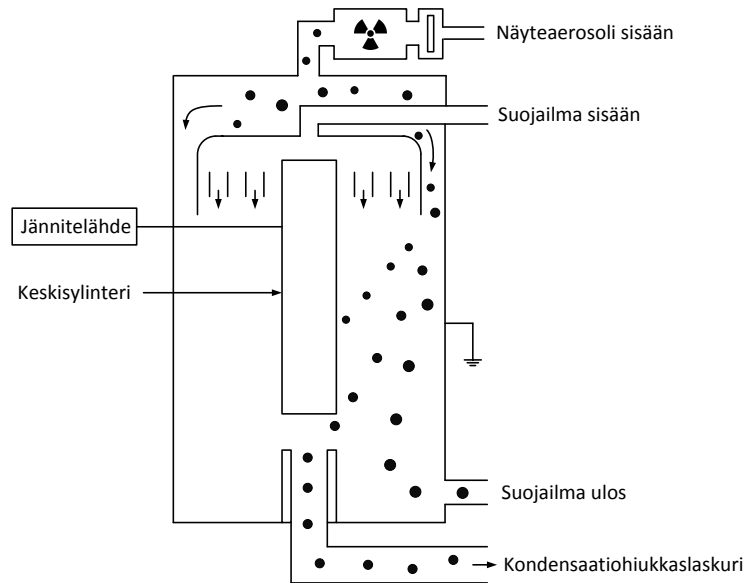 Näyteaerosoli sisään
Suojailma sisään
Jännitelähde
Keskisylinteri
Suojailma ulos
Kondensaatiohiukkaslaskuri